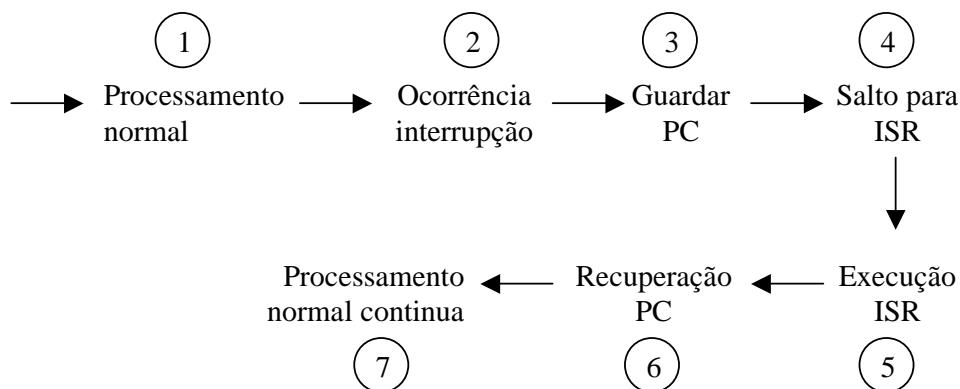 1 2 3 4
Processamento Ocorrência Guardar Salto para
normal interrupção PC ISR
Processamento Recuperação Execução
normal continua PC ISR
7 6 5